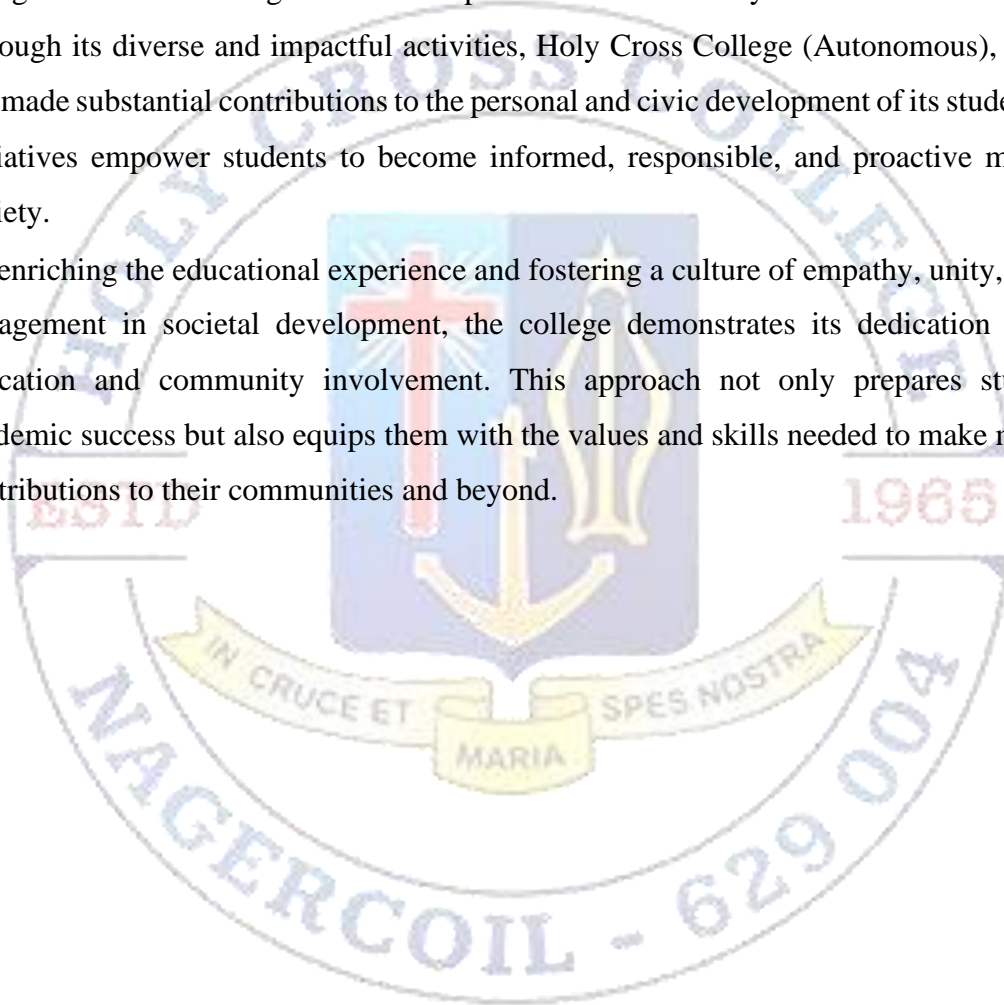 ough its diverse and impactful activities, Holy Cross College (Autonomous),
made substantial contributions to the personal and civic development of its stude
iatives empower students to become informed, responsible, and proactive m
iety.
enriching the educational experience and fostering a culture of empathy, unity,
agement in societal development, the college demonstrates its dedication
cation and community involvement. This approach not only prepares stu
demic success but also equips them with the values and skills needed to make m
tributions to their communities and beyond.
HOLY CROSS COLLEGE
ESTD 1965
IN CRUCE ET MARIA SPES NOSTRA
NAGERCOIL - 629 004